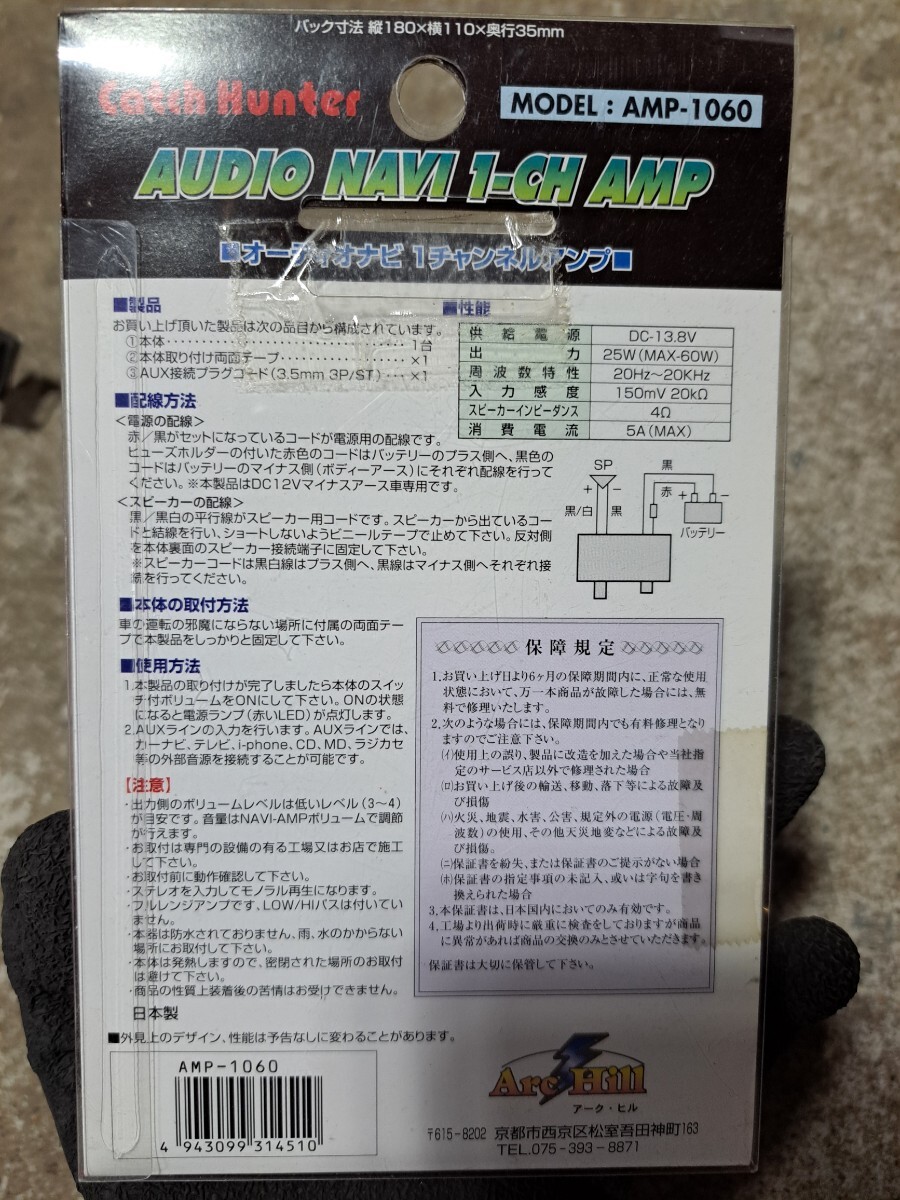 パック寸法 縦180×横110×奥行35mm
Catch Hunter
MODEL : AMP-1060
AUDIO NAVI 1-CH AMP
■オーディオナビ 1チャンネルアンプ■
■製品
お買い上げ頂いた製品は次の品目から構成されています。
①本体・・・・・・・・・・・・・・・・・・・・・・・・・・・・1台
②本体取り付け両面テープ・・・・・・・・・・・・・・×1
③AUX接続プラグコード(3.5mm 3P/ST)・・・×1
■性能
供給電源 DC-13.8V
出力 25W(MAX-60W)
周波数特性 20Hz~20KHz
入力感度 150mV 20kΩ
スピーカーインピーダンス 4Ω
消費電流 5A(MAX)
■配線方法
<電源の配線>
赤/黒がセットになっているコードが電源用の配線です。
ヒューズホルダーの付いた赤色のコードはバッテリーのプラス側へ、黒色の
コードはバッテリーのマイナス側(ボディーアース)にそれぞれ配線を行って
ください。※本製品はDC12Vマイナスアース車専用です。
<スピーカーの配線>
黒/黒白の平行線がスピーカー用コードです。スピーカーから出ているコー
ドと結線を行い、ショートしないようビニールテープで止めて下さい。反対側
を本体裏面のスピーカー接続端子に固定して下さい。
※スピーカーコードは黒白線はプラス側へ、黒線はマイナス側へそれぞれ接
続を行ってください。
SP
+ −
黒/白 黒
黒
赤
+ −
バッテリー
■本体の取付方法
車の運転の邪魔にならない場所に付属の両面テー
プで本製品をしっかりと固定して下さい。
■使用方法
1.本製品の取り付けが完了しましたら本体のスイッ
チ付ボリュームをONにして下さい。ONの状態
になると電源ランプ(赤いLED)が点灯します。
2.AUXラインの入力を行います。AUXラインでは、
カーナビ、テレビ、i-phone、CD、MD、ラジカセ
等の外部音源を接続することが可能です。
【注意】
・出力側のボリュームレベルは低いレベル(3~4)
が目安です。音量はNAVI-AMPボリュームで調節
が行えます。
・お取付は専門の設備の有る工場又はお店で施工
して下さい。
・お取付前に動作確認して下さい。
・ステレオを入力してモノラル再生になります。
・フルレンジアンプです、LOW/HIパスは付いてい
ません。
・本器は防水されておりません、雨、水のかからない
場所にお取付して下さい。
・本体は発熱しますので、密閉された場所のお取付
は避けて下さい。
・商品の性質上装着後の苦情はお受けできません。
日本製
■外見上のデザイン、性能は予告なしに変わることがあります。
保障規定
1.お買い上げ日より6ヶ月の保障期間内に、正常な使用
状態において、万一本商品が故障した場合には、無
料で修理いたします。
2.次のような場合には、保障期間内でも有料修理となり
ますのでご注意下さい。
(イ)使用上の誤り、製品に改造を加えた場合や当社指
定のサービス店以外で修理された場合
(ロ)お買い上げ後の輸送、移動、落下等による故障及
び損傷
(ハ)火災、地震、水害、公害、規定外の電源(電圧・周
波数)の使用、その他天災地変などによる故障及
び損傷。
(ニ)保証書を紛失、または保証書のご提示がない場合
(ホ)保証書の指定事項の未記入、或いは字句を書き
換えられた場合
3.本保証書は、日本国内においてのみ有効です。
4.工場より出荷時に厳重に検査をしておりますが商品
に異常があれば商品の交換のみとさせていただきます。
保証書は大切に保管して下さい。
AMP-1060
4 943099 314510
Arc Hill
アーク・ヒル
〒615-8202 京都市西京区松室吾田神町163
TEL.075-393-8871